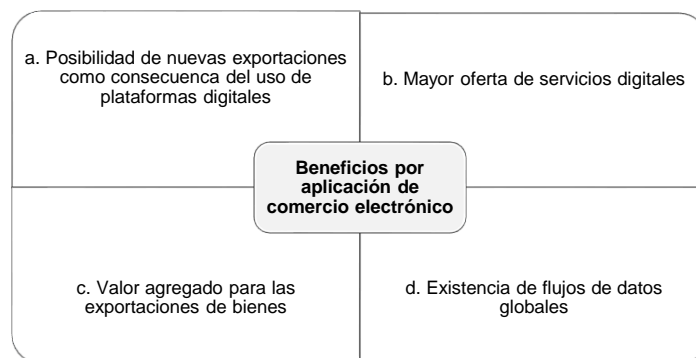 a. Posibilidad de nuevas exportaciones
como consecuenca del uso de
plataformas digitales
b. Mayor oferta de servicios digitales
Beneficios por
aplicación de
comercio electrónico
c. Valor agregado para las
exportaciones de bienes
d. Existencia de flujos de datos
globales